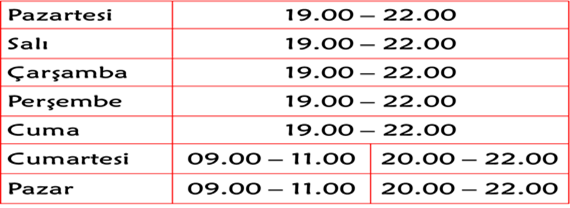 Pazartesi 19.00 – 22.00
Salı 19.00 – 22.00
Çarşamba 19.00 – 22.00
Perşembe 19.00 – 22.00
Cuma 19.00 – 22.00
Cumartesi 09.00 – 11.00 20.00 – 22.00
Pazar 09.00 – 11.00 20.00 – 22.00